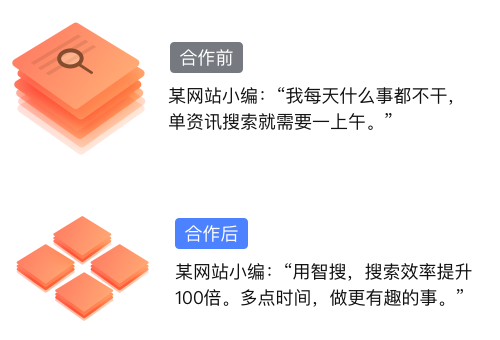 合作前
某网站小编：“我每天什么事都不干，
单资讯搜索就需要一上午。”
合作后
某网站小编：“用智搜，搜索效率提升
100倍。多点时间，做更有趣的事。”